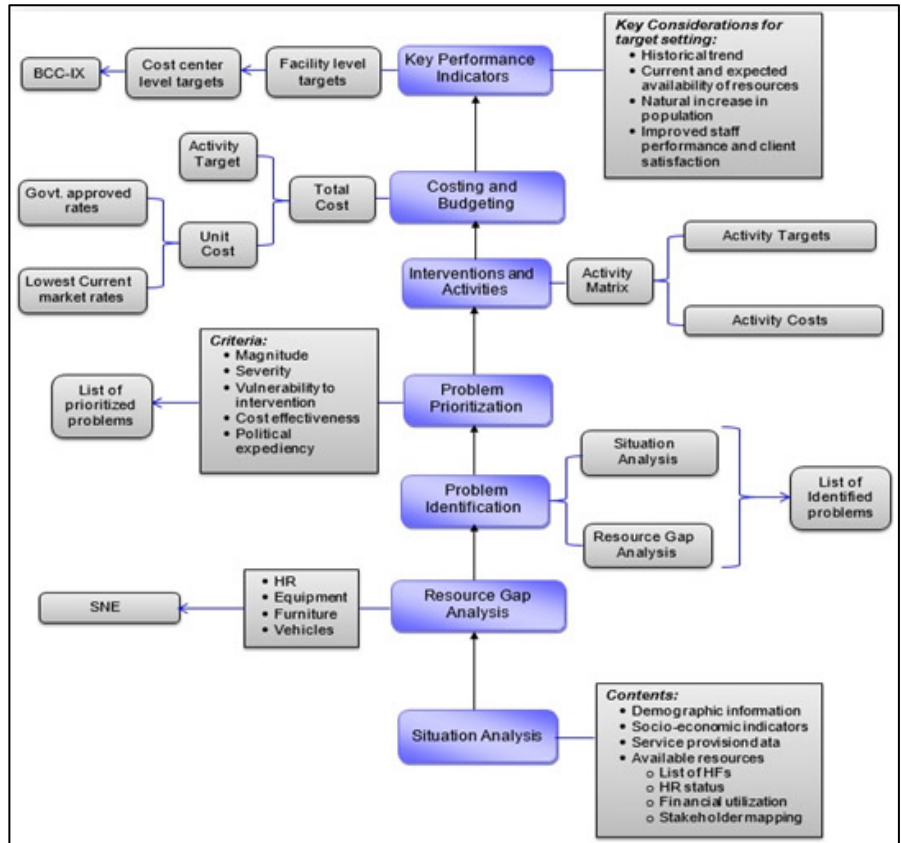 Key Considerations for
target setting:
• Historical trend
• Current and expected
availability of resources
• Natural increase in
population
• Improved staff
performance and client
satisfaction
Key Performance
Indicators
Facility level
targets
Cost center
level targets
BCC-IX
Activity
Target
Costing and
Budgeting
Total
Cost
Govt. approved
rates
Unit
Cost
Lowest Current
market rates
Interventions and
Activities
Activity
Matrix
Activity Targets
Activity Costs
Criteria:
• Magnitude
• Severity
• Vulnerability to
intervention
• Cost effectiveness
• Political
expediency
List of
prioritized
problems
Problem
Prioritization
Problem
Identification
Situation
Analysis
Resource Gap
Analysis
List of
Identified
problems
Resource Gap
Analysis
• HR
• Equipment
• Furniture
• Vehicles
SNE
Situation Analysis
Contents:
• Demographic information
• Socio-economic indicators
• Service provision data
• Available resources
o List of HFs
o HR status
o Financial utilization
o Stakeholder mapping